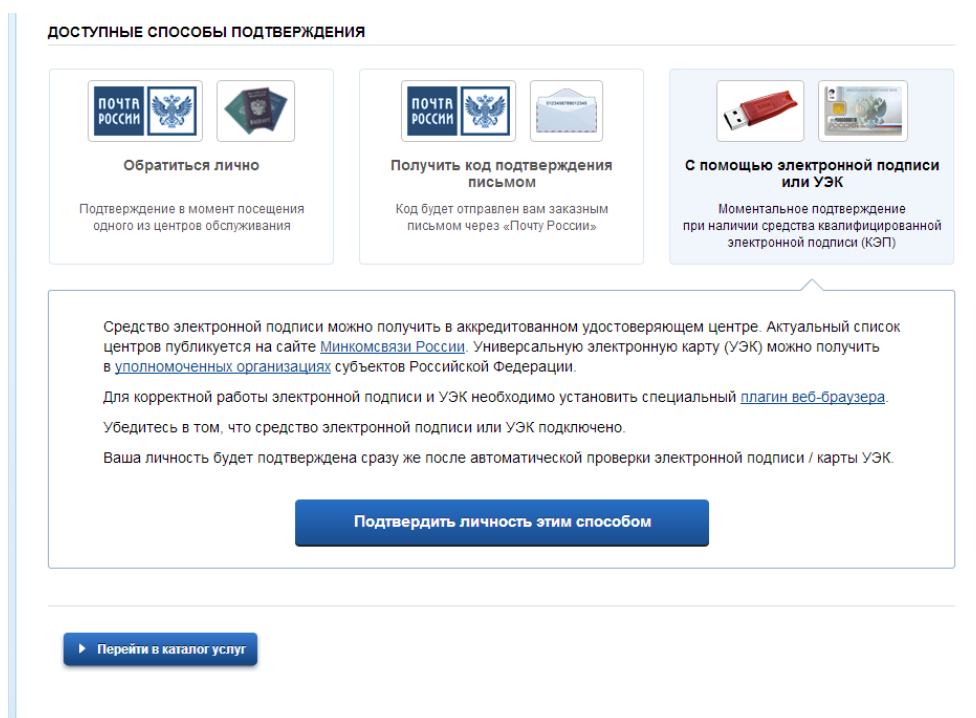 ДОСТУПНЫЕ СПОСОБЫ ПОДТВЕРЖДЕНИЯ
ПОЧТА
РОССИИ
Обратиться лично
Подтверждение в момент посещения
одного из центров обслуживания
ПОЧТА
РОССИИ
Получить код подтверждения
письмом
Код будет отправлен вам заказным
письмом через «Почту России»
С помощью электронной подписи
или УЭК
Моментальное подтверждение
при наличии средства квалифицированной
электронной подписи (КЭП)
Средство электронной подписи можно получить в аккредитованном удостоверяющем центре. Актуальный список
центров публикуется на сайте Минкомсвязи России. Универсальную электронную карту (УЭК) можно получить
в уполномоченных организациях субъектов Российской Федерации.
Для корректной работы электронной подписи и УЭК необходимо установить специальный плагин веб-браузера.
Убедитесь в том, что средство электронной подписи или УЭК подключено.
Ваша личность будет подтверждена сразу же после автоматической проверки электронной подписи / карты УЭК.
Подтвердить личность этим способом
Перейти в каталог услуг